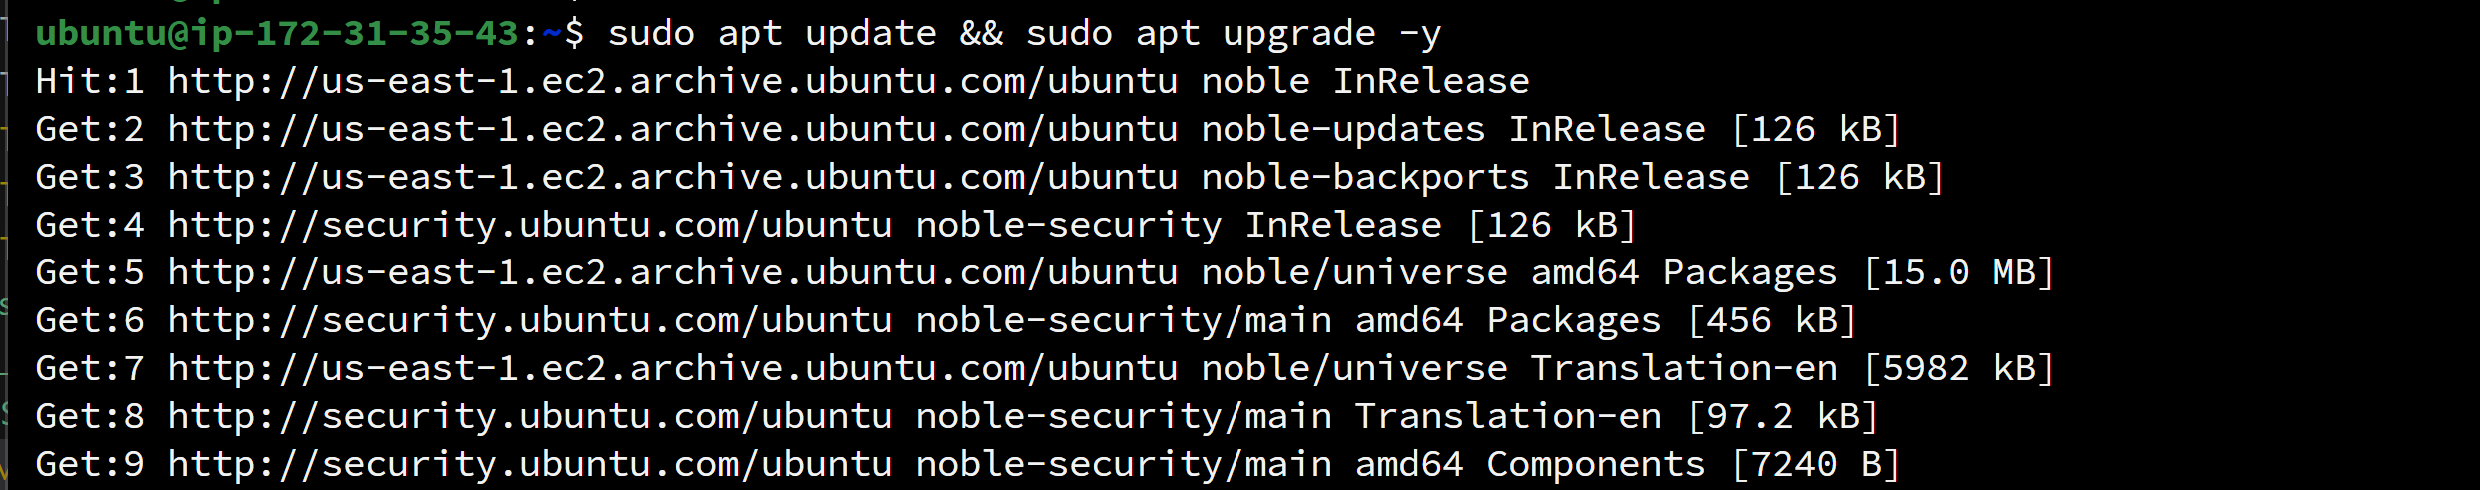 ubuntu@ip-172-31-35-43:~$ sudo apt update && sudo apt upgrade -y
Hit:1 http://us-east-1.ec2.archive.ubuntu.com/ubuntu noble InRelease
Get:2 http://us-east-1.ec2.archive.ubuntu.com/ubuntu noble-updates InRelease [126 kB]
Get:3 http://us-east-1.ec2.archive.ubuntu.com/ubuntu noble-backports InRelease [126 kB]
Get:4 http://security.ubuntu.com/ubuntu noble-security InRelease [126 kB]
Get:5 http://us-east-1.ec2.archive.ubuntu.com/ubuntu noble/universe amd64 Packages [15.0 MB]
Get:6 http://security.ubuntu.com/ubuntu noble-security/main amd64 Packages [456 kB]
Get:7 http://us-east-1.ec2.archive.ubuntu.com/ubuntu noble/universe Translation-en [5982 kB]
Get:8 http://security.ubuntu.com/ubuntu noble-security/main Translation-en [97.2 kB]
Get:9 http://security.ubuntu.com/ubuntu noble-security/main amd64 Components [7240 B]